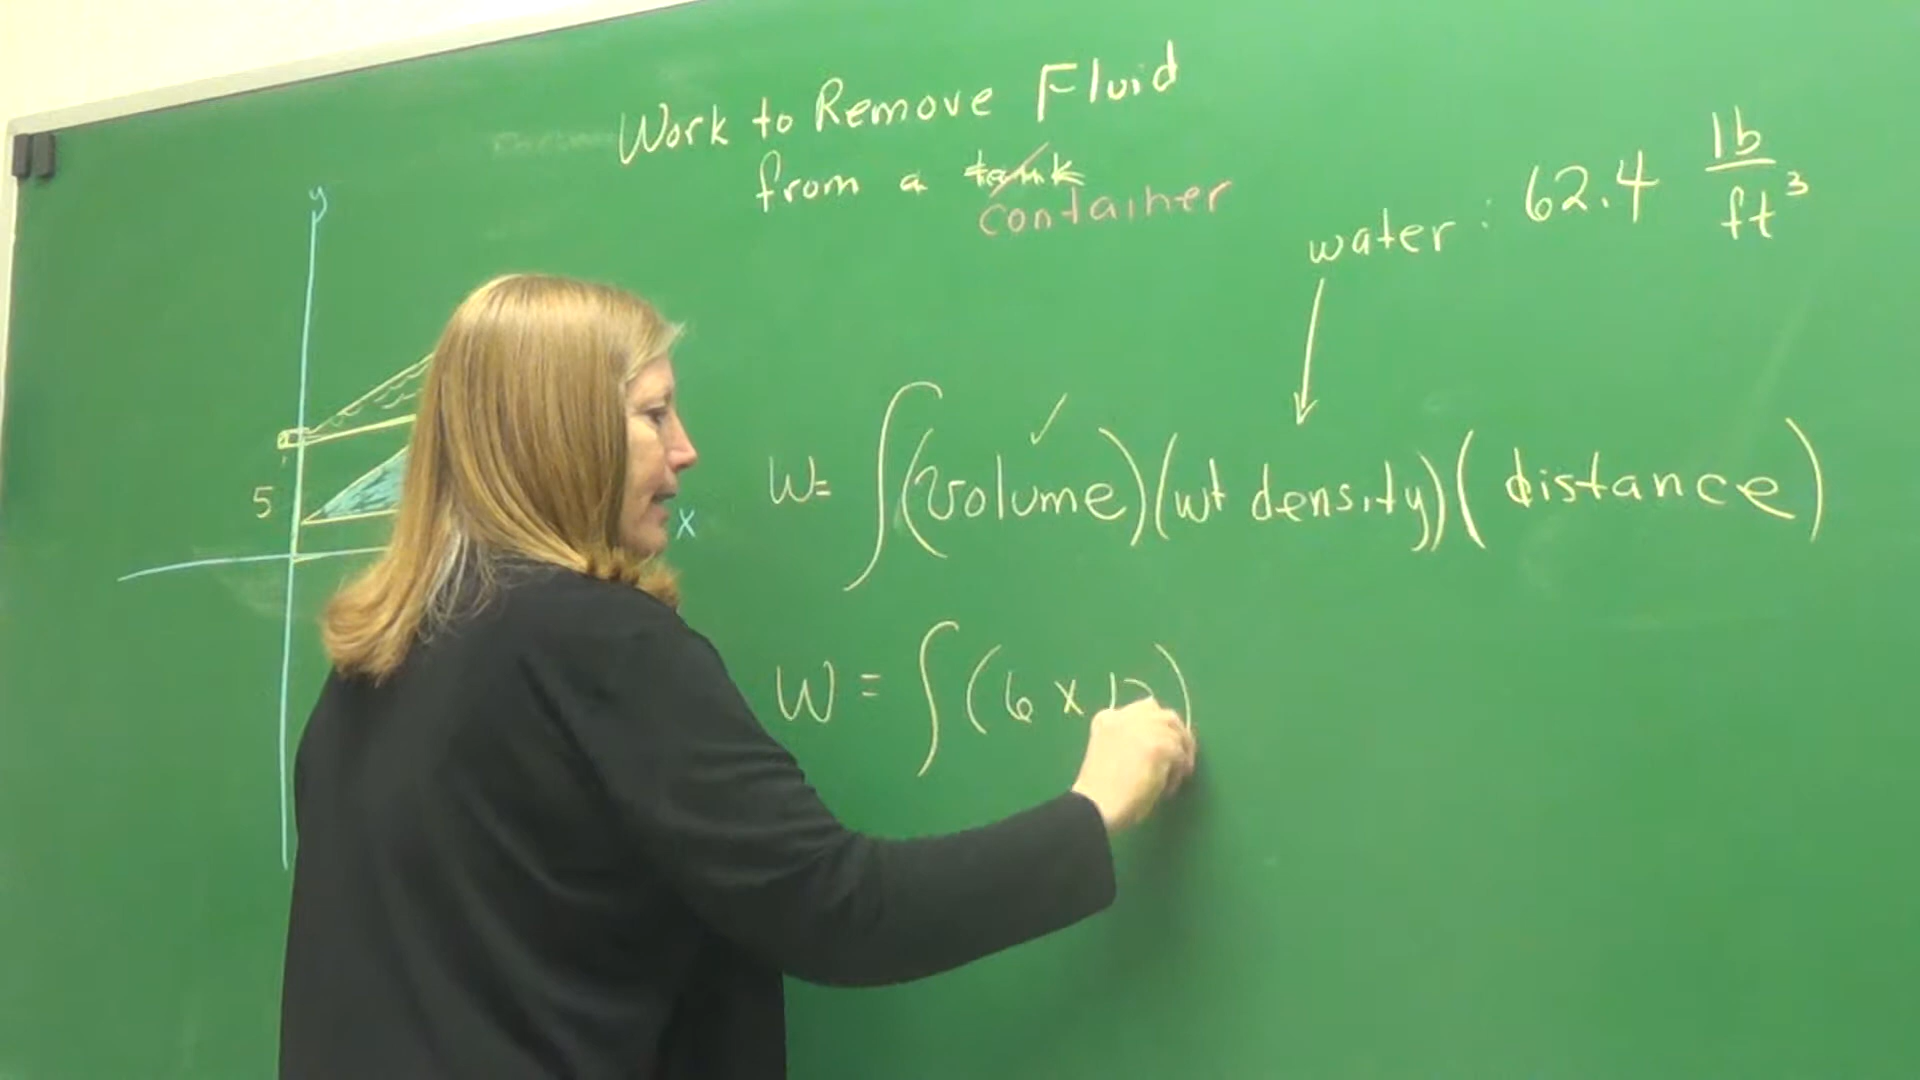 Work to Remove Fluid
from a tank
container
water: 62.4 lb/ft³
y
5
x
W= ∫(volume)(wt density)(distance)
✓
W = ∫(6 x 12)